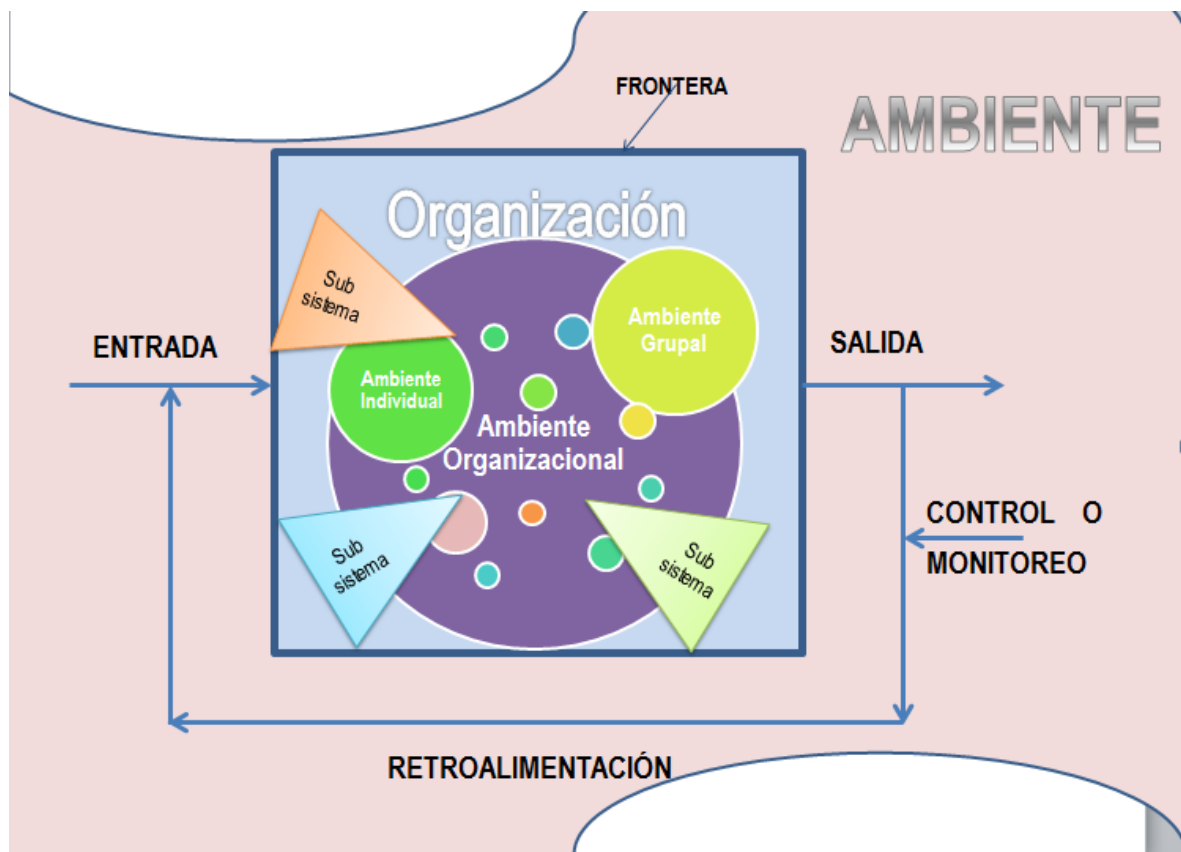 FRONTERA
AMBIENTE
Organización
Sub
sistema
Ambiente
Grupal
ENTRADA
SALIDA
Ambiente
Individual
Ambiente
Organizacional
CONTROL O
MONITOREO
Sub
sistema
Sub
sistema
RETROALIMENTACIÓN